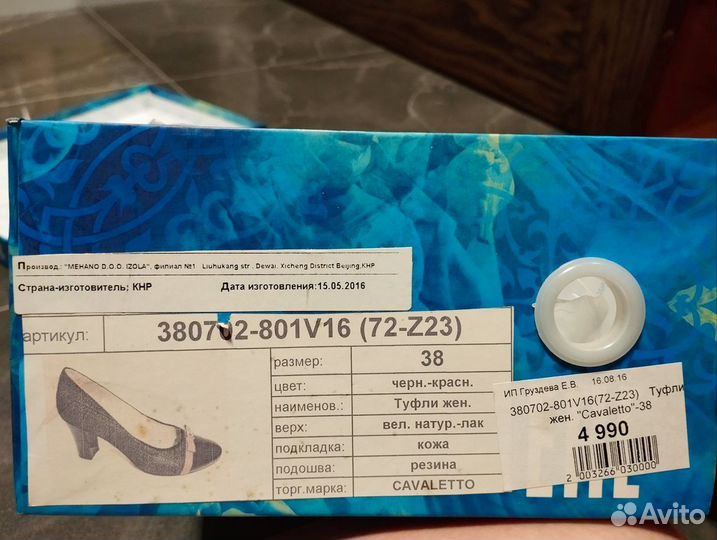 Производ.: "MEHANO D.O.O. IZOLA", филиал №1 Liuhukang str., Dewai, Xicheng District Beijing,КНР
Страна-изготовитель; КНР Дата изготовления:15.05.2016
артикул: 380702-801V16 (72-Z23)
размер: 38
цвет: черн.-красн.
наименов.: Туфли жен.
верх: вел. натур.-лак
подкладка: кожа
подошва: резина
торг.марка: CAVALETTO
ИП Груздева Е.В. 16.08.16
380702-801V16(72-Z23) Туфли
жен. "Cavaletto"-38
4 990
2 003266 030000
Avito